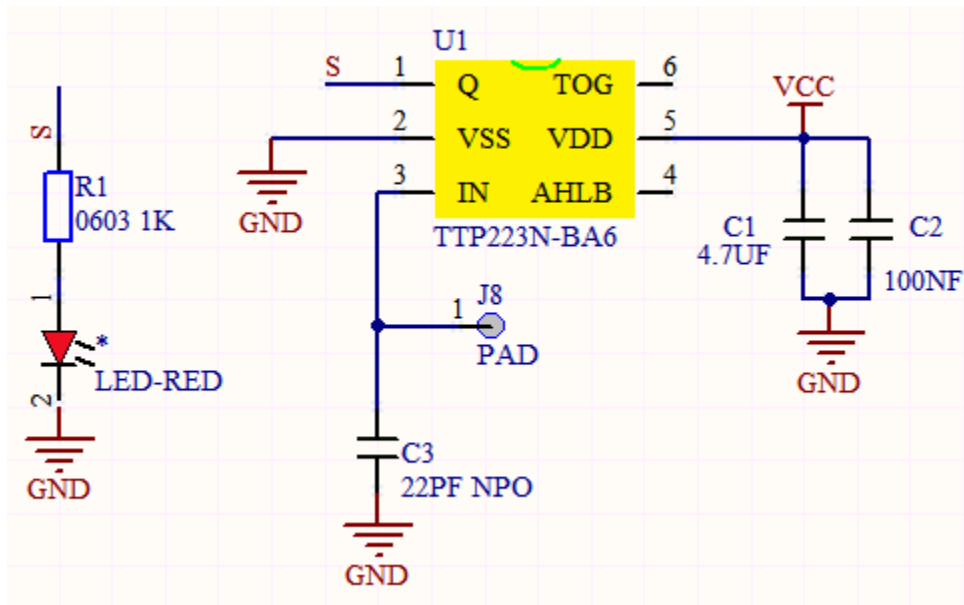 U1
S
1
Q
TOG
6
2
VSS
VDD
5
3
IN
AHLB
4
TTP223N-BA6
GND
VCC
C1
4.7UF
C2
100NF
GND
S
R1
0603 1K
1
*
LED-RED
2
GND
1
J8
PAD
C3
22PF NPO
GND